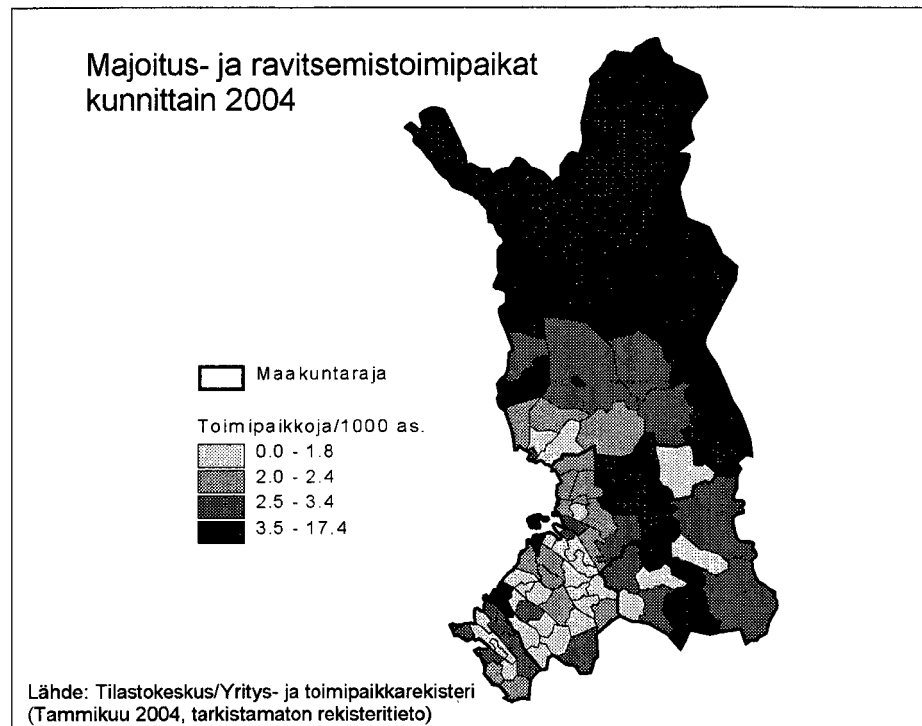 Majoitus- ja ravitsemistoimipaikat
kunnittain 2004
Maakuntaraja
Toimipaikkoja/1000 as.
0.0 - 1.8
2.0 - 2.4
2.5 - 3.4
3.5 - 17.4
Lähde: Tilastokeskus/Yritys- ja toimipaikkarekisteri
(Tammikuu 2004, tarkistamaton rekisteritieto)